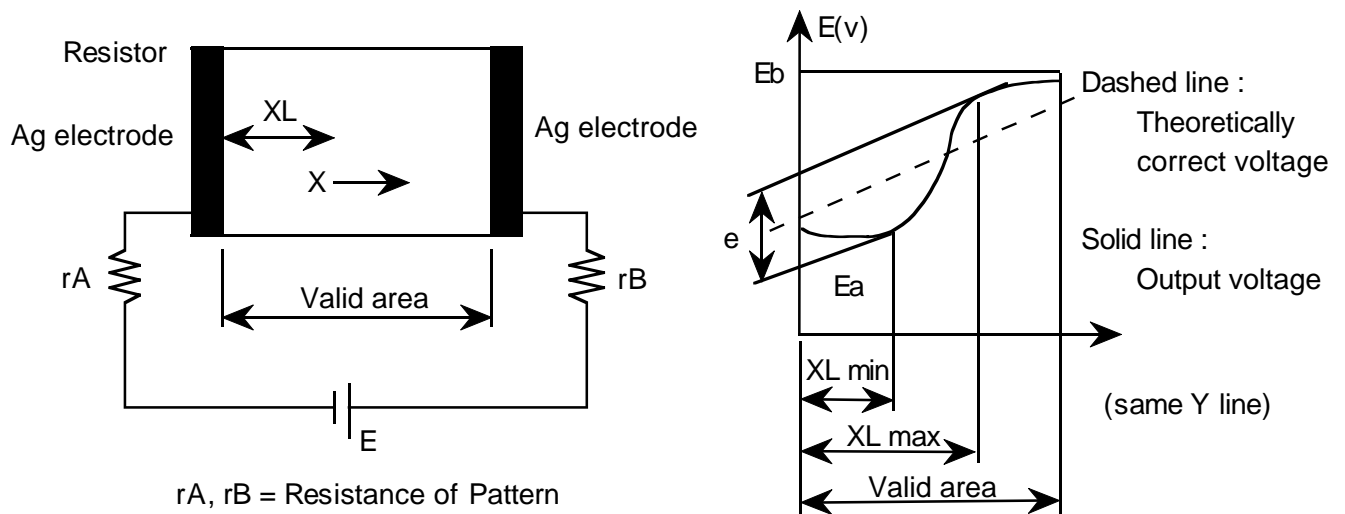 Resistor
Ag electrode
XL
X
Ag electrode
rA
rB
Valid area
E
rA, rB = Resistance of Pattern
E(v)
Eb
Dashed line :
Theoretically
correct voltage
e
Solid line :
Output voltage
Ea
XL min
(same Y line)
XL max
Valid area